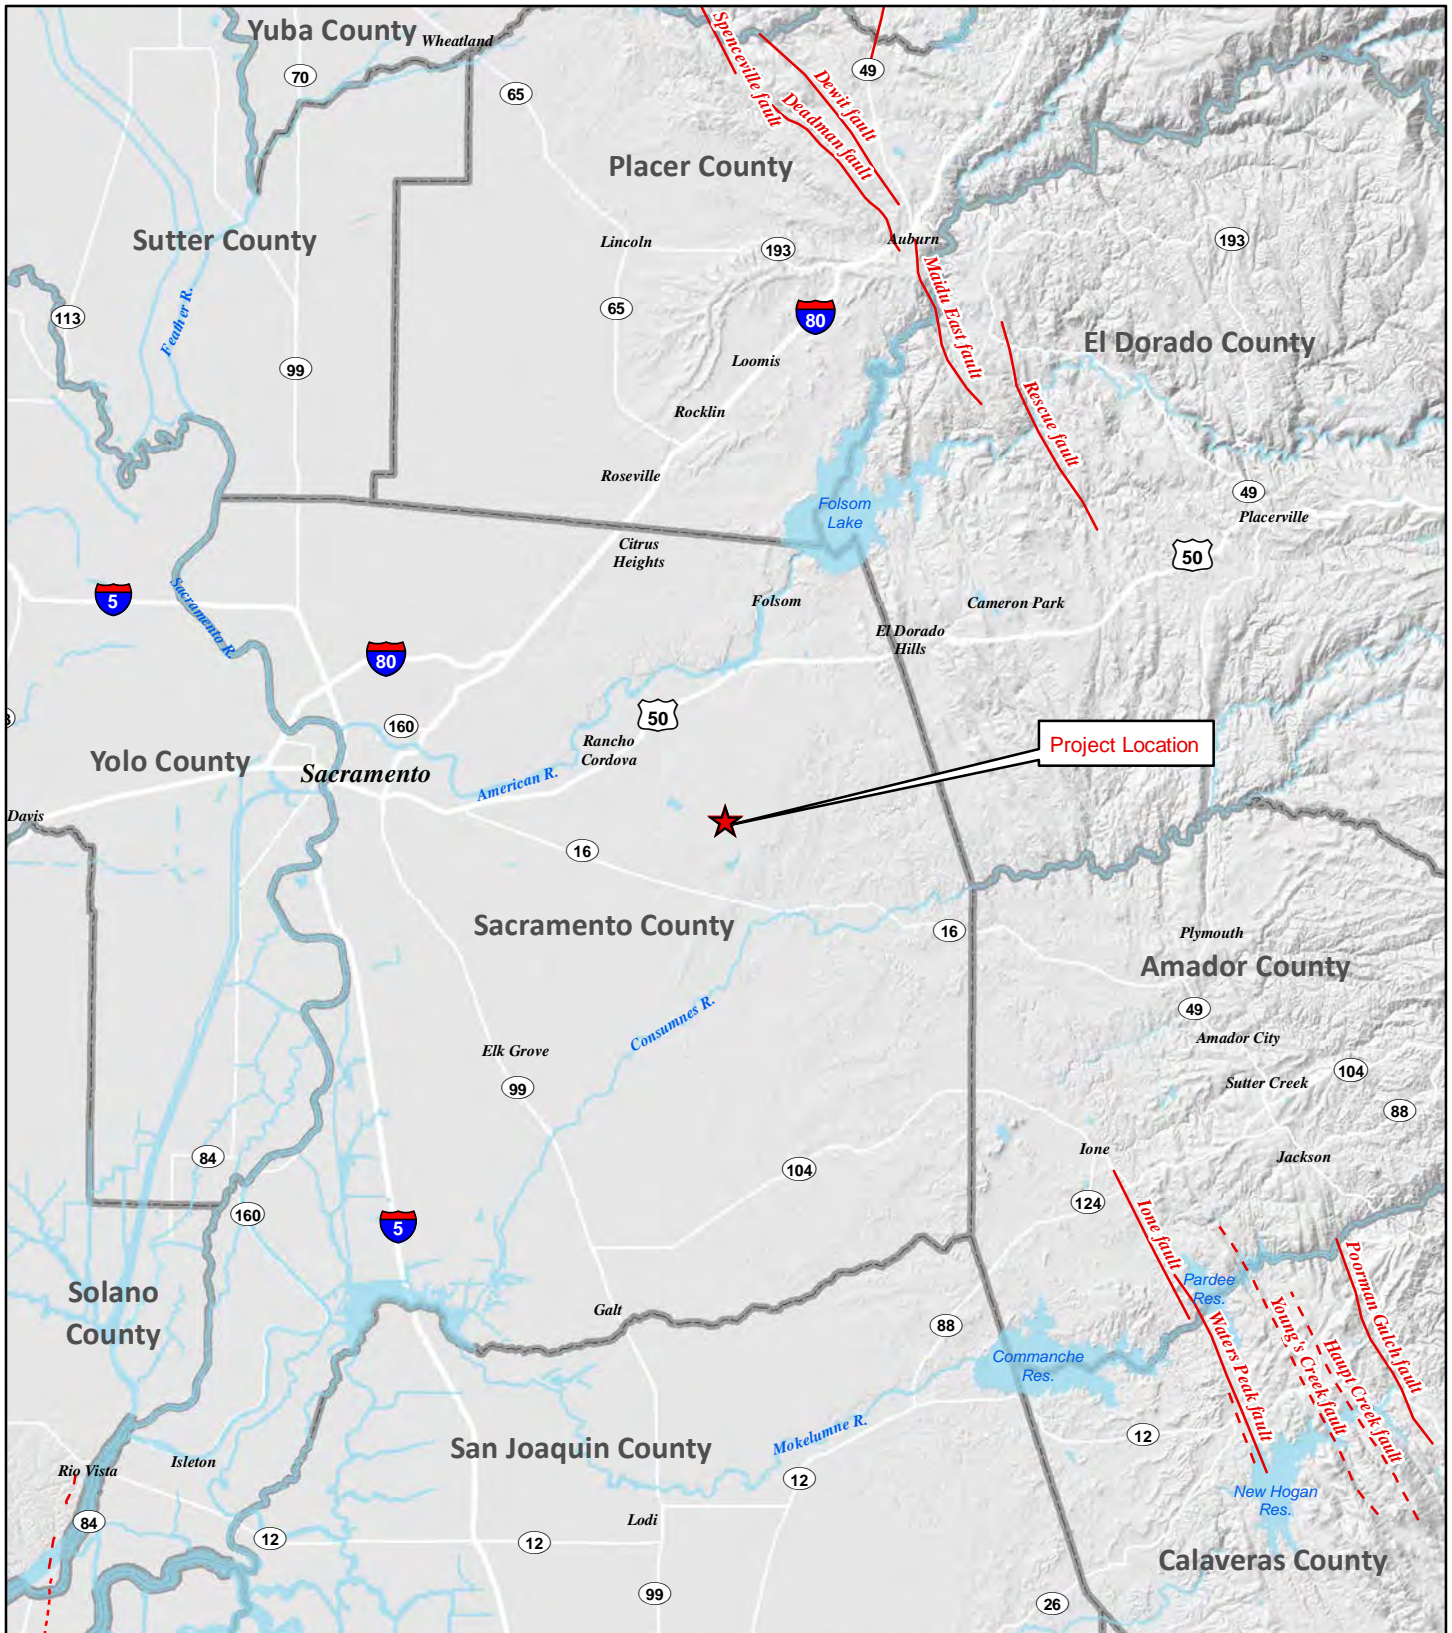 Yuba County
Wheatland
70
65
49
Spenceville fault
Dewit fault
Deadman fault
Placer County
Sutter County
Lincoln
193
Auburn
193
Feather R.
113
65
80
Maidu East fault
El Dorado County
99
Loomis
Rocklin
Rescue fault
Roseville
Folsom
Lake
49
Placerville
Citrus
Heights
50
5
Sacramento R.
Folsom
Cameron Park
El Dorado
Hills
80
160
50
Rancho
Cordova
Project Location
Yolo County
Sacramento
American R.
Davis
16
Sacramento County
16
Plymouth
Amador County
49
Consumnes R.
Amador City
Elk Grove
99
104
Sutter Creek
88
84
104
Ione
Jackson
124
160
5
Ione fault
Poorman Gulch fault
Solano
County
Pardee
Res.
Galt
88
Waters Peak fault
Young's Creek fault
Haupt Creek fault
Commanche
Res.
San Joaquin County
Mokelumne R.
12
12
Rio Vista
Isleton
New Hogan
Res.
84
12
12
Lodi
Calaveras County
99
26